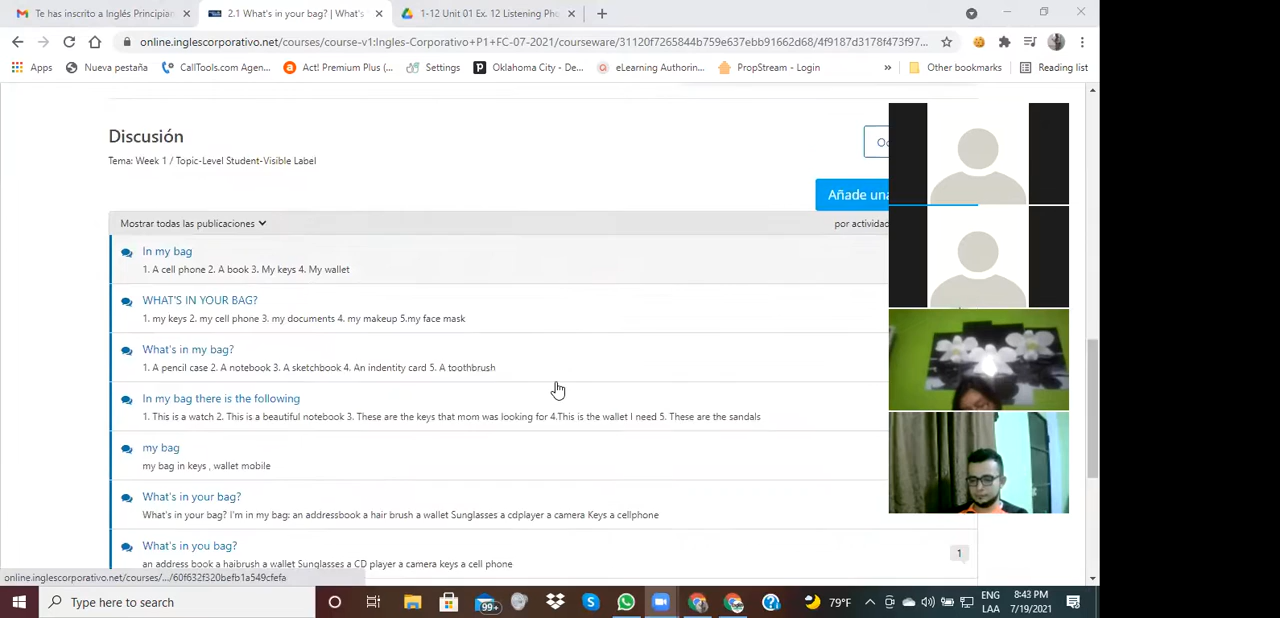 Te has inscrito a Inglés Principian
2.1 What's in your bag? | What's
1-12 Unit 01 Ex. 12 Listening Pho
online.inglescorporativo.net/courses/course-v1:Ingles-Corporativo+P1+FC-07-2021/courseware/31120f7265844b759e637ebb91662d68/4f9187d3178f473f97...
Apps Nueva pestaña CallTools.com Agen... Act! Premium Plus (... Settings Oklahoma City - De... eLearning Authorin... PropStream - Login » Other bookmarks Reading list
Discusión
Tema: Week 1 / Topic-Level Student-Visible Label
Añade una
Mostrar todas las publicaciones por actividad
In my bag
1. A cell phone 2. A book 3. My keys 4. My wallet
WHAT'S IN YOUR BAG?
1. my keys 2. my cell phone 3. my documents 4. my makeup 5.my face mask
What's in my bag?
1. A pencil case 2. A notebook 3. A sketchbook 4. An indentity card 5. A toothbrush
In my bag there is the following
1. This is a watch 2. This is a beautiful notebook 3. These are the keys that mom was looking for 4.This is the wallet I need 5. These are the sandals
my bag
my bag in keys , wallet mobile
What's in your bag?
What's in your bag? I'm in my bag: an addressbook a hair brush a wallet Sunglasses a cdplayer a camera Keys a cellphone
What's in you bag?
1
an address book a haibrush a wallet Sunglasses a CD player a camera keys a cell phone
online.inglescorporativo.net/courses/.../60f632f320befb1a549cfefa
Type here to search 99+ 79°F ENG 8:43 PM
LAA 7/19/2021